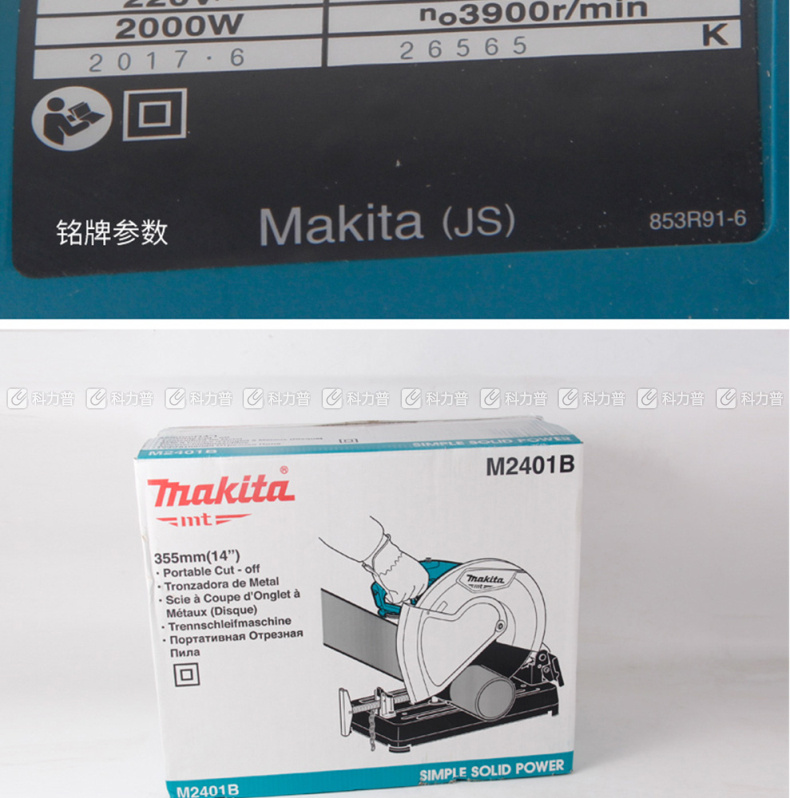 2000W
n₀3900r/min
2017.6
26565
K
铭牌参数
Makita (JS)
853R91-6
科力普 科力普 科力普 科力普 科力普 科力普 科力普 科力普 科力普 科力普
M2401B
SIMPLE SOLID POWER
makita®
mt
M2401B
355mm(14")
· Portable Cut - off
· Tronzadora de Metal
· Scie à Coupe d'Onglet à
Métaux (Disque)
· Trennschleifmaschine
· Портативная Отрезная
Пила
makita
mt
M2401B
SIMPLE SOLID POWER